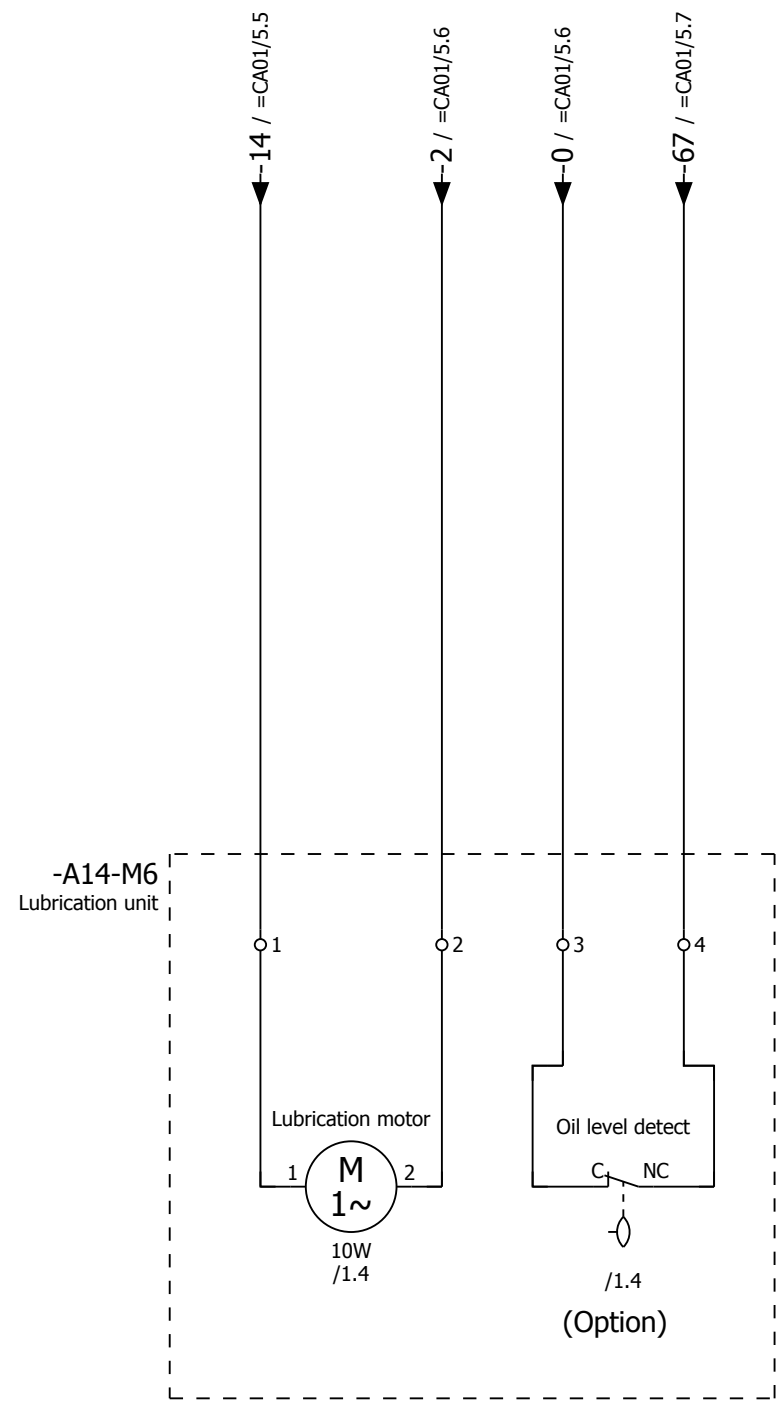 -14 / =CA01/5.5
-2 / =CA01/5.6
-0 / =CA01/5.6
-67 / =CA01/5.7
-A14-M6
Lubrication unit
1
2
3
4
Lubrication motor
1
M
1~
2
10W
/1.4
Oil level detect
C
NC
/1.4
(Option)